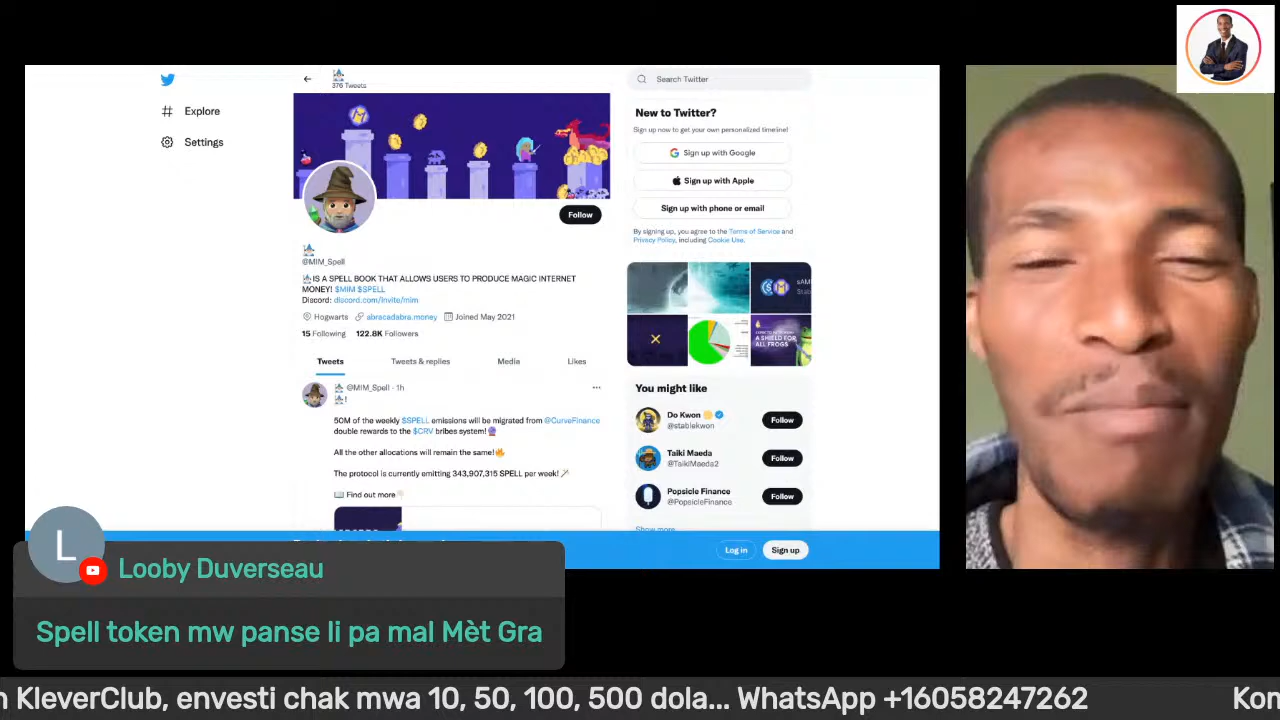 376 Tweets
Explore
Settings
Follow
@MIM_Spell
IS A SPELL BOOK THAT ALLOWS USERS TO PRODUCE MAGIC INTERNET
MONEY! $MIM $SPELL
Discord: discord.com/invite/mim
Hogwarts abracadabra.money Joined May 2021
15 Following 122.8K Followers
Tweets Tweets & replies Media Likes
@MIM_Spell · 1h
!
50M of the weekly $SPELL emissions will be migrated from @CurveFinance
double rewards to the $CRV bribes system!
All the other allocations will remain the same!
The protocol is currently emitting 343,907,315 SPELL per week!
Find out more
Search Twitter
New to Twitter?
Sign up now to get your own personalized timeline!
Sign up with Google
Sign up with Apple
Sign up with phone or email
By signing up, you agree to the Terms of Service and
Privacy Policy, including Cookie Use.
A SHIELD FOR
ALL FROGS
You might like
Do Kwon
@stablekwon
Follow
Taiki Maeda
@TaikiMaeda2
Follow
Popsicle Finance
@PopsicleFinance
Follow
Show more
Log in Sign up
L
Looby Duverseau
Spell token mw panse li pa mal Mèt Gra
KleverClub, envesti chak mwa 10, 50, 100, 500 dola... WhatsApp +16058247262